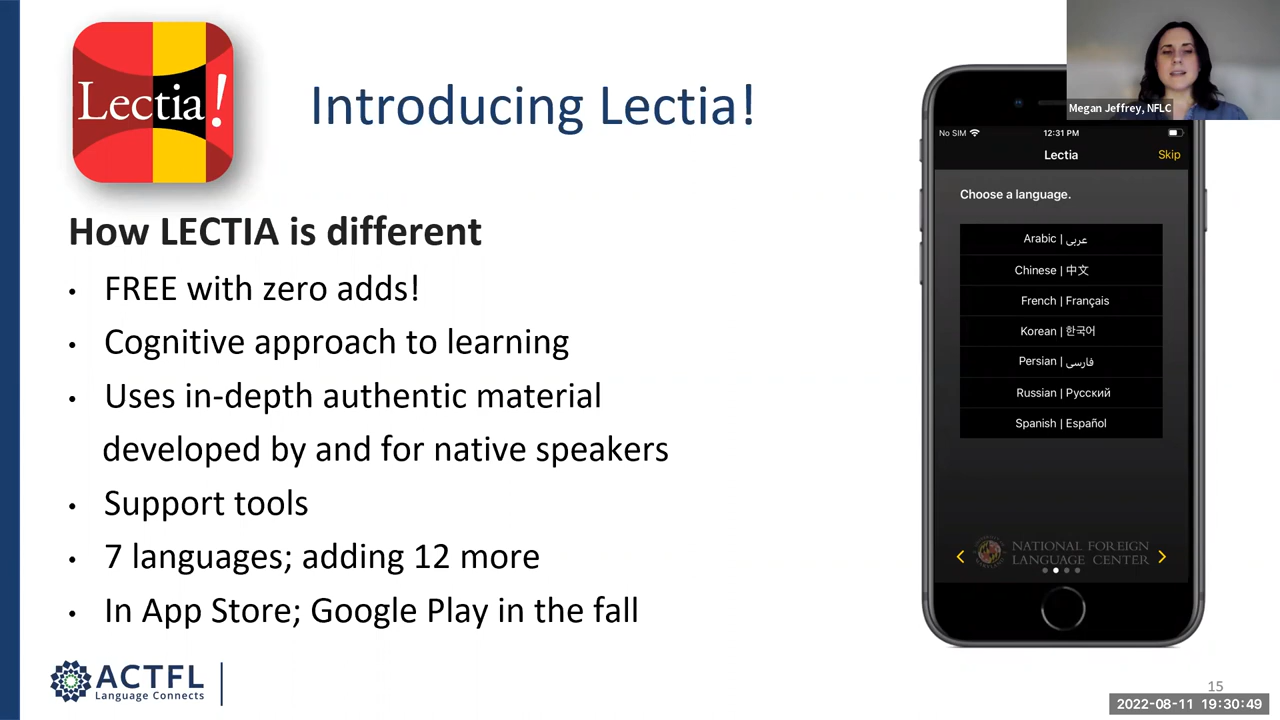 Lectia!
Introducing Lectia!
How LECTIA is different
• FREE with zero adds!
• Cognitive approach to learning
• Uses in-depth authentic material
developed by and for native speakers
• Support tools
• 7 languages; adding 12 more
• In App Store; Google Play in the fall
ACTFL
Language Connects
Megan Jeffrey, NFLC
No SIM 12:31 PM
Lectia Skip
Choose a language.
Arabic | عربي
Chinese | 中文
French | Français
Korean | 한국어
Persian | فارسی
Russian | Русский
Spanish | Español
NATIONAL FOREIGN
LANGUAGE CENTER
15
2022-08-11 19:30:49